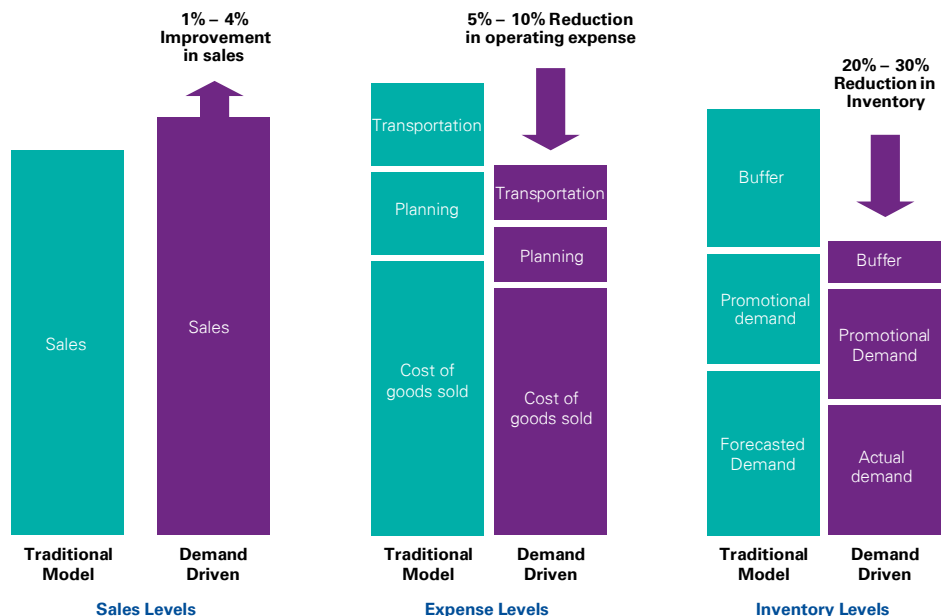 1% – 4%
Improvement
in sales
Sales
Sales
Traditional
Model
Demand
Driven
Sales Levels
5% – 10% Reduction
in operating expense
Transportation
Planning
Cost of
goods sold
Transportation
Planning
Cost of
goods sold
Traditional
Model
Demand
Driven
Expense Levels
20% – 30%
Reduction in
Inventory
Buffer
Promotional
demand
Forecasted
Demand
Buffer
Promotional
Demand
Actual
demand
Traditional
Model
Demand
Driven
Inventory Levels